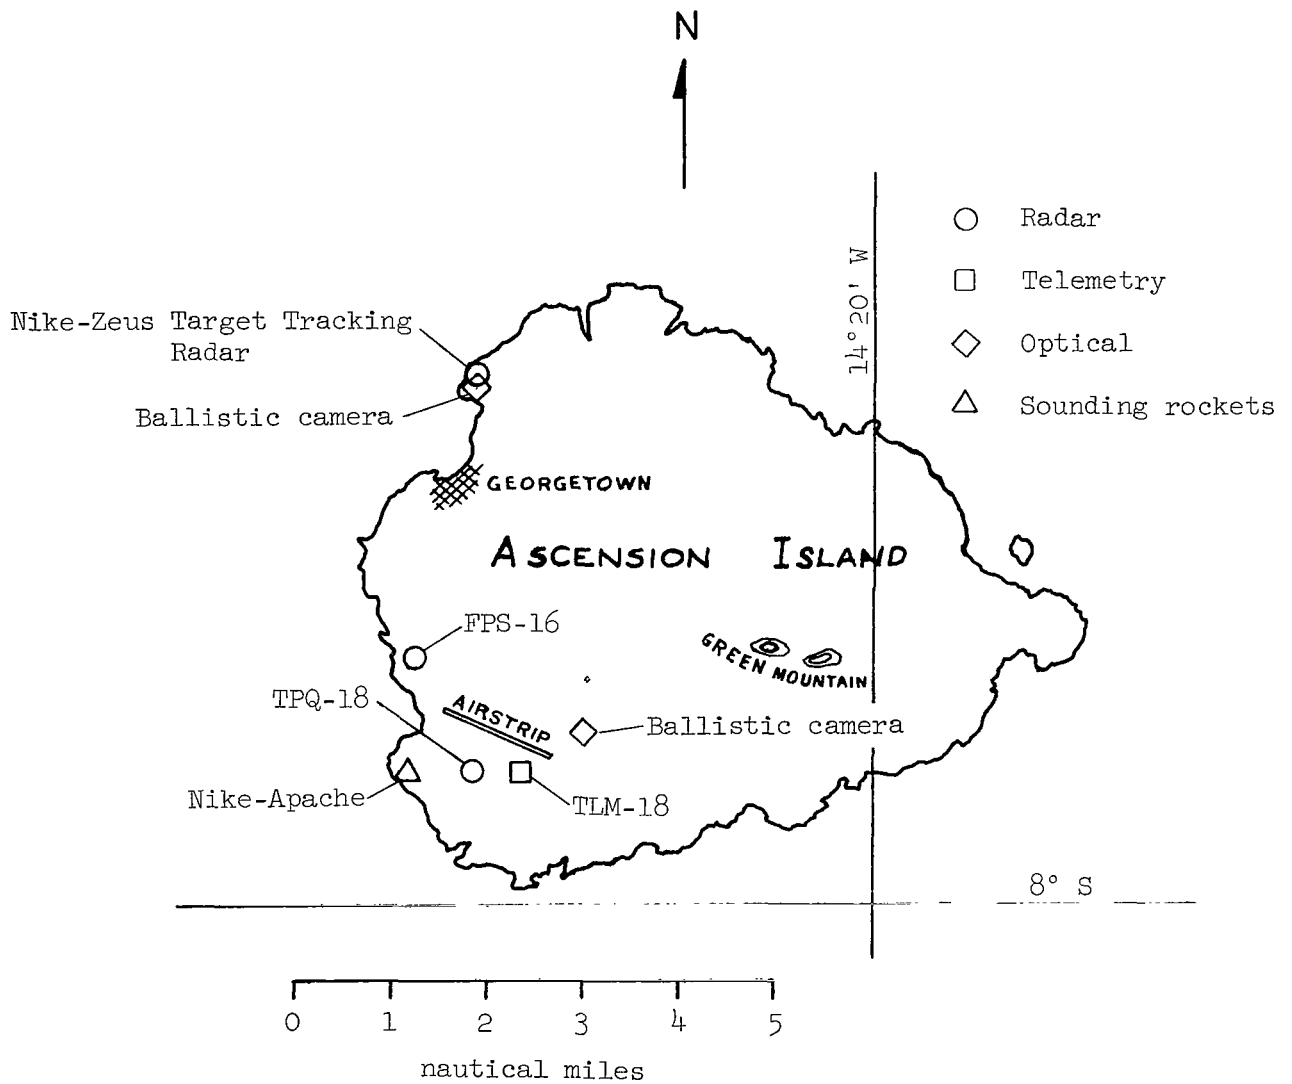 N
14°20' W
Radar
Telemetry
Optical
Sounding rockets
Nike-Zeus Target Tracking
Radar
Ballistic camera
GEORGETOWN
ASCENSION ISLAND
FPS-16
GREEN MOUNTAIN
TPQ-18
AIRSTRIP
Ballistic camera
Nike-Apache
TLM-18
8° S
0 1 2 3 4 5
nautical miles